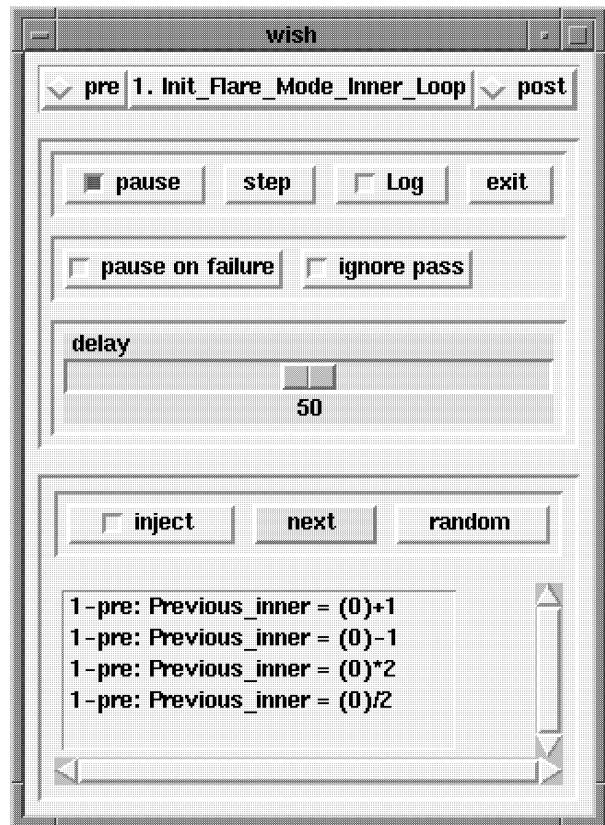 wish
pre 1. Init_Flare_Mode_Inner_Loop post
pause step Log exit
pause on failure ignore pass
delay
50
inject next random
1-pre: Previous_inner = (0)+1
1-pre: Previous_inner = (0)-1
1-pre: Previous_inner = (0)*2
1-pre: Previous_inner = (0)/2